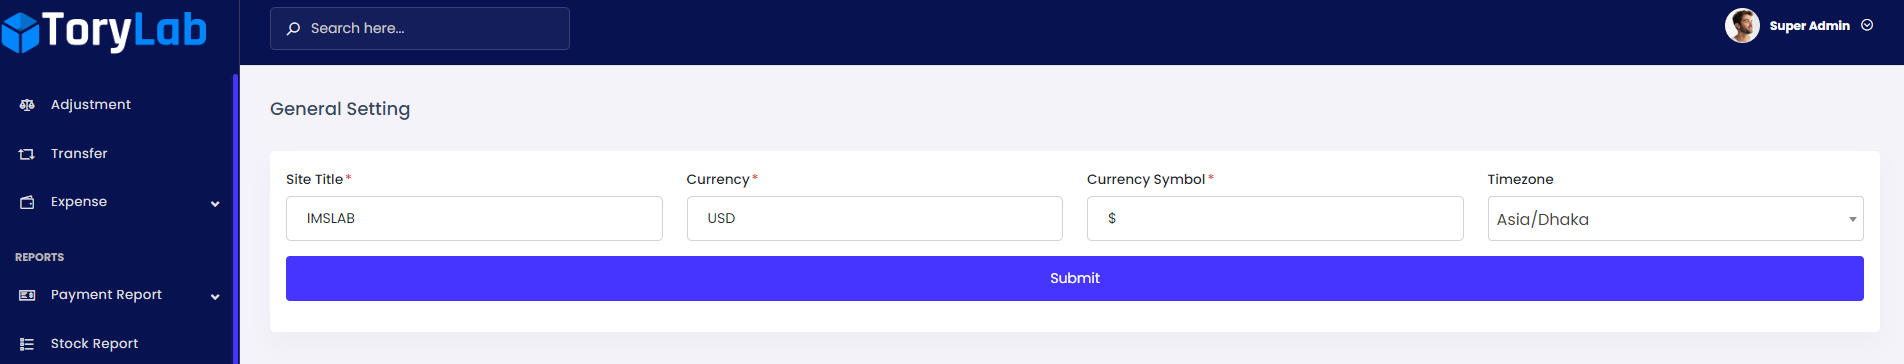 ToryLab
Search here...
Super Admin
Adjustment
Transfer
Expense
REPORTS
Payment Report
Stock Report
General Setting
Site Title* Currency* Currency Symbol* Timezone
IMSLAB USD $ Asia/Dhaka
Submit